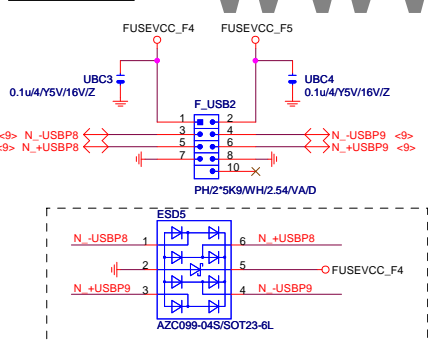 FUSEVCC_F4 FUSEVCC_F5
UBC3 UBC4
0.1u/4/Y5V/16V/Z 0.1u/4/Y5V/16V/Z
F_USB2
1 2
<9> N_-USBP8 3 4 N_-USBP9 <9>
<9> N_+USBP8 5 6 N_+USBP9 <9>
7 8
10
PH/2*5K9/WH/2.54/VA/D
ESD5
N_-USBP8 1 6 N_+USBP8
2 5 FUSEVCC_F4
N_+USBP9 3 4 N_-USBP9
AZC099-04S/SOT23-6L